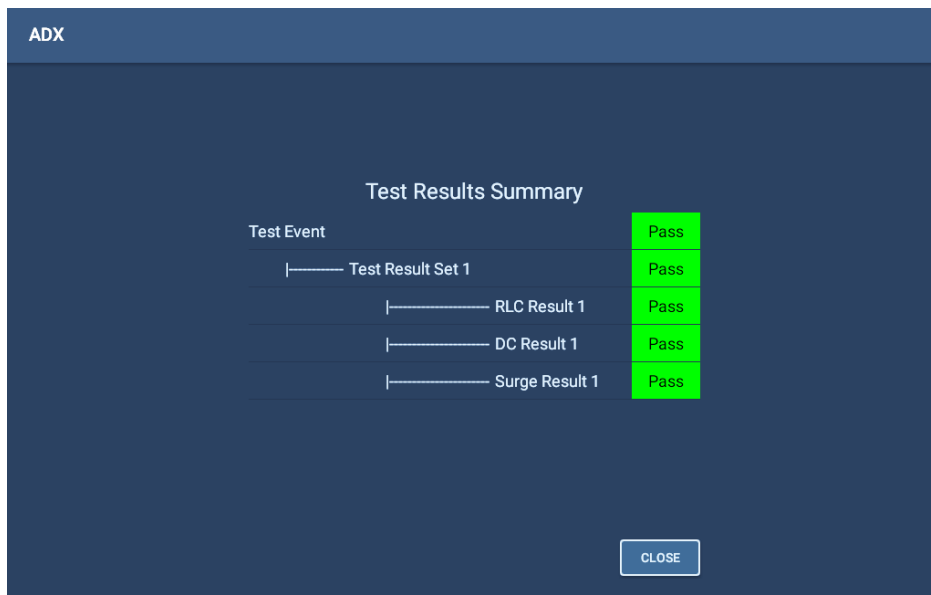 ADX
Test Results Summary
Test Event Pass
|------------ Test Result Set 1 Pass
|---------------------- RLC Result 1 Pass
|---------------------- DC Result 1 Pass
|---------------------- Surge Result 1 Pass
CLOSE